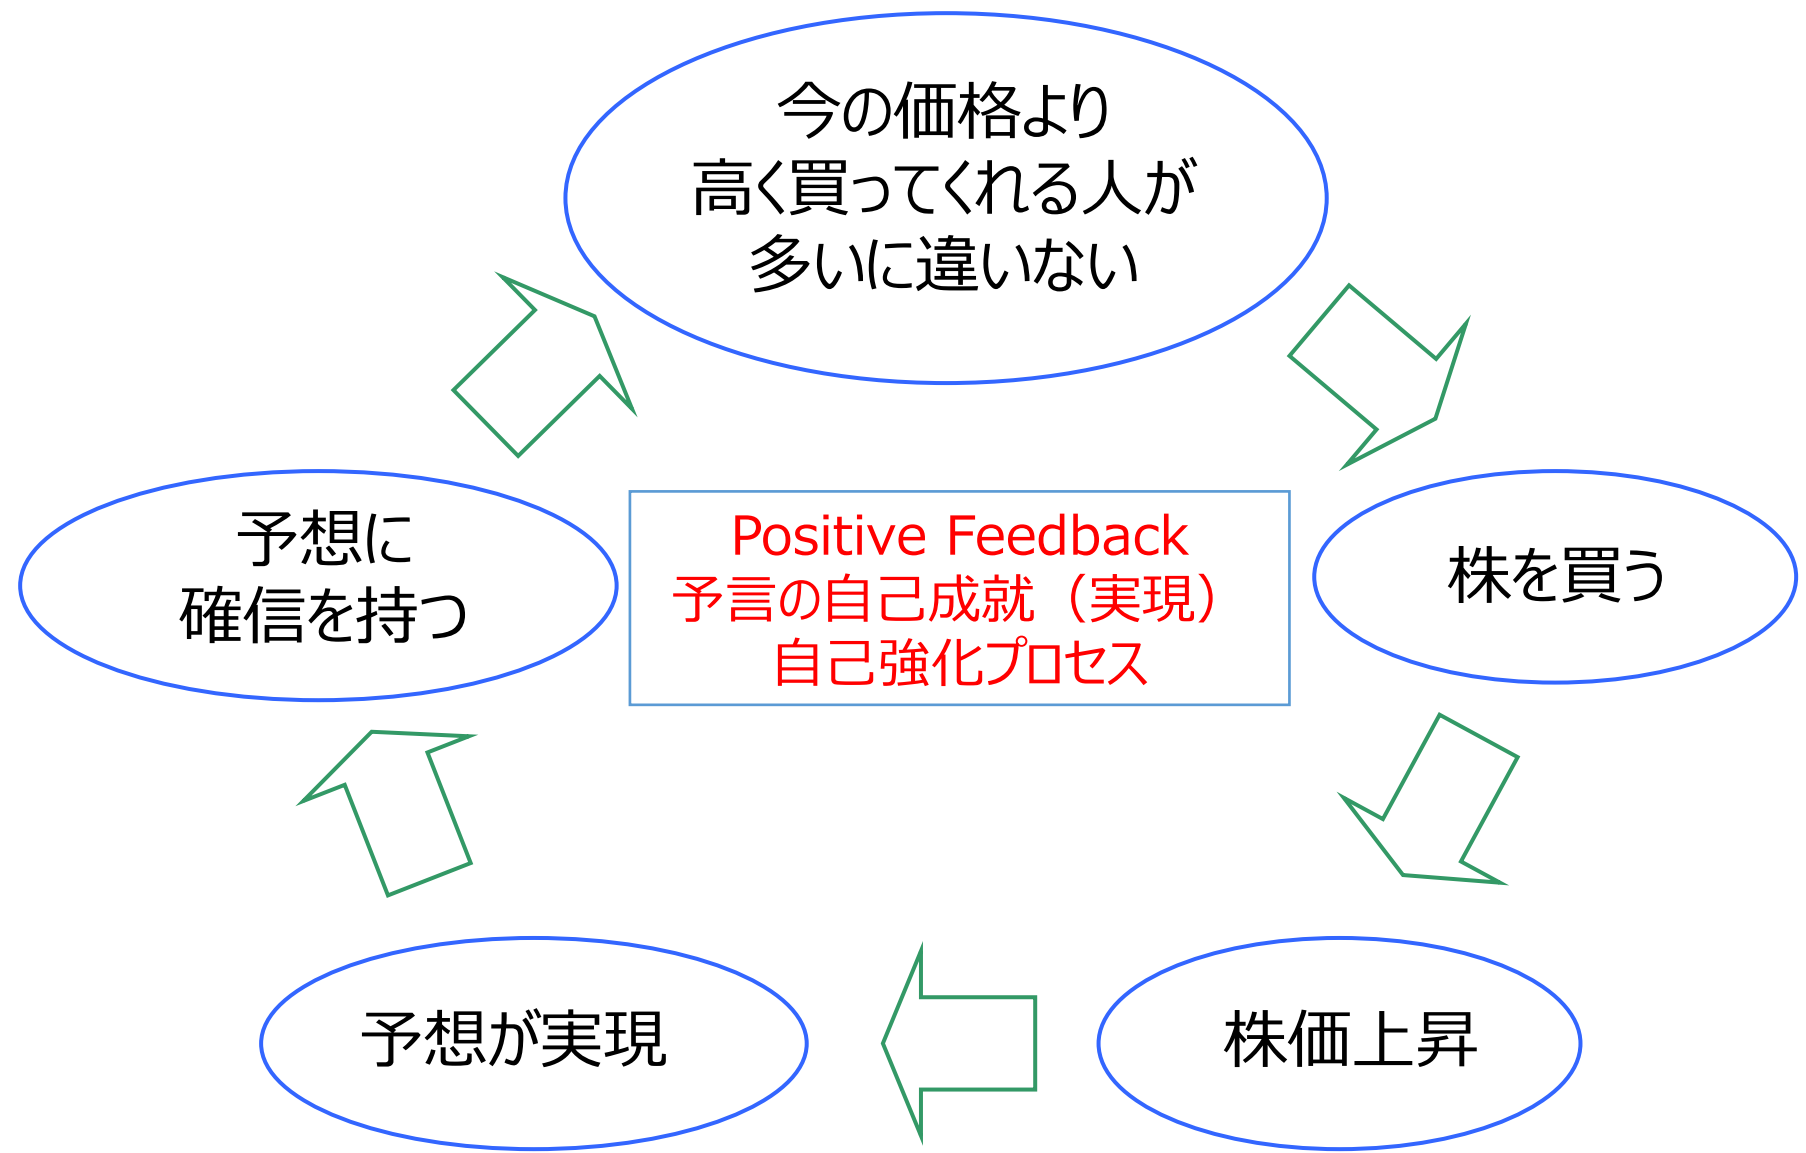 今の価格より
高く買ってくれる人が
多いに違いない
株を買う
株価上昇
予想が実現
予想に
確信を持つ
Positive Feedback
予言の自己成就（実現）
自己強化プロセス